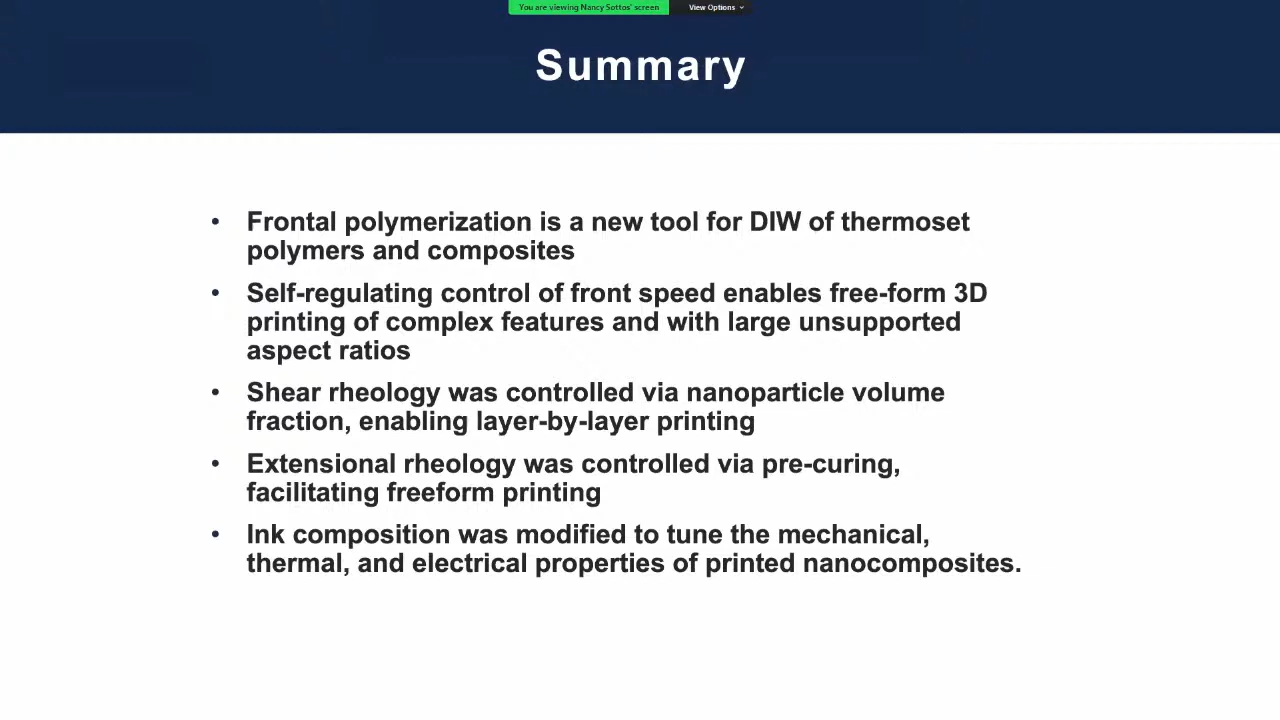 You are viewing Nancy Sottos' screen
View Options
Summary
• Frontal polymerization is a new tool for DIW of thermoset
polymers and composites
• Self-regulating control of front speed enables free-form 3D
printing of complex features and with large unsupported
aspect ratios
• Shear rheology was controlled via nanoparticle volume
fraction, enabling layer-by-layer printing
• Extensional rheology was controlled via pre-curing,
facilitating freeform printing
• Ink composition was modified to tune the mechanical,
thermal, and electrical properties of printed nanocomposites.